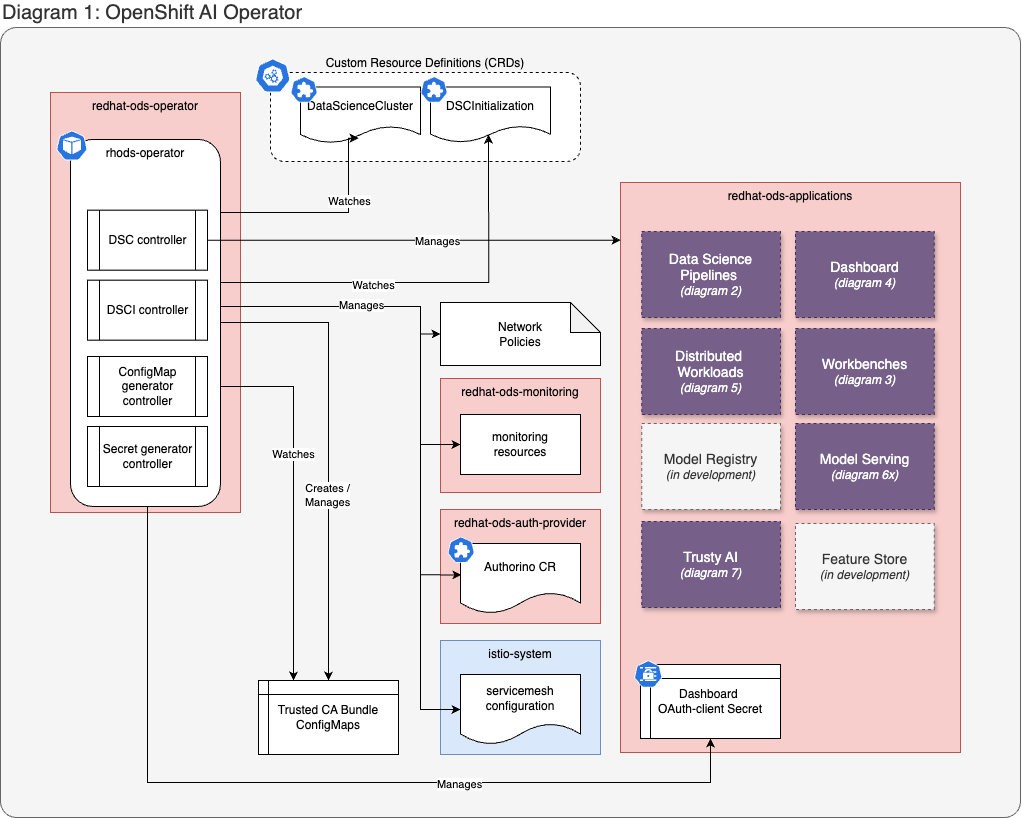 Diagram 1: OpenShift AI Operator
Custom Resource Definitions (CRDs)
DataScienceCluster
DSCInitialization
redhat-ods-operator
rhods-operator
DSC controller
DSCI controller
ConfigMap
generator
controller
Secret generator
controller
Watches
Manages
Watches
Manages
Watches
Creates /
Manages
Network
Policies
redhat-ods-monitoring
monitoring
resources
redhat-ods-auth-provider
Authorino CR
istio-system
servicemesh
configuration
Trusted CA Bundle
ConfigMaps
Manages
redhat-ods-applications
Data Science
Pipelines
(diagram 2)
Dashboard
(diagram 4)
Distributed
Workloads
(diagram 5)
Workbenches
(diagram 3)
Model Registry
(in development)
Model Serving
(diagram 6x)
Trusty AI
(diagram 7)
Feature Store
(in development)
Dashboard
OAuth-client Secret